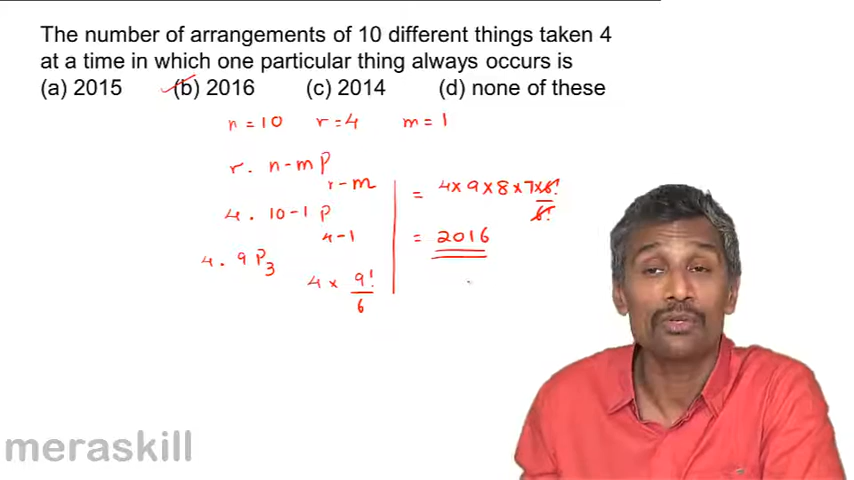 The number of arrangements of 10 different things taken 4
at a time in which one particular thing always occurs is
(a) 2015 (b) 2016 (c) 2014 (d) none of these
n = 10 r = 4 m = 1
r. n-m P r-m
4. 10-1 P 4-1
4. 9 P 3
4 × 9! / 6
= 4 × 9 × 8 × 7 × 6! / 6!
= 2016
meraskill